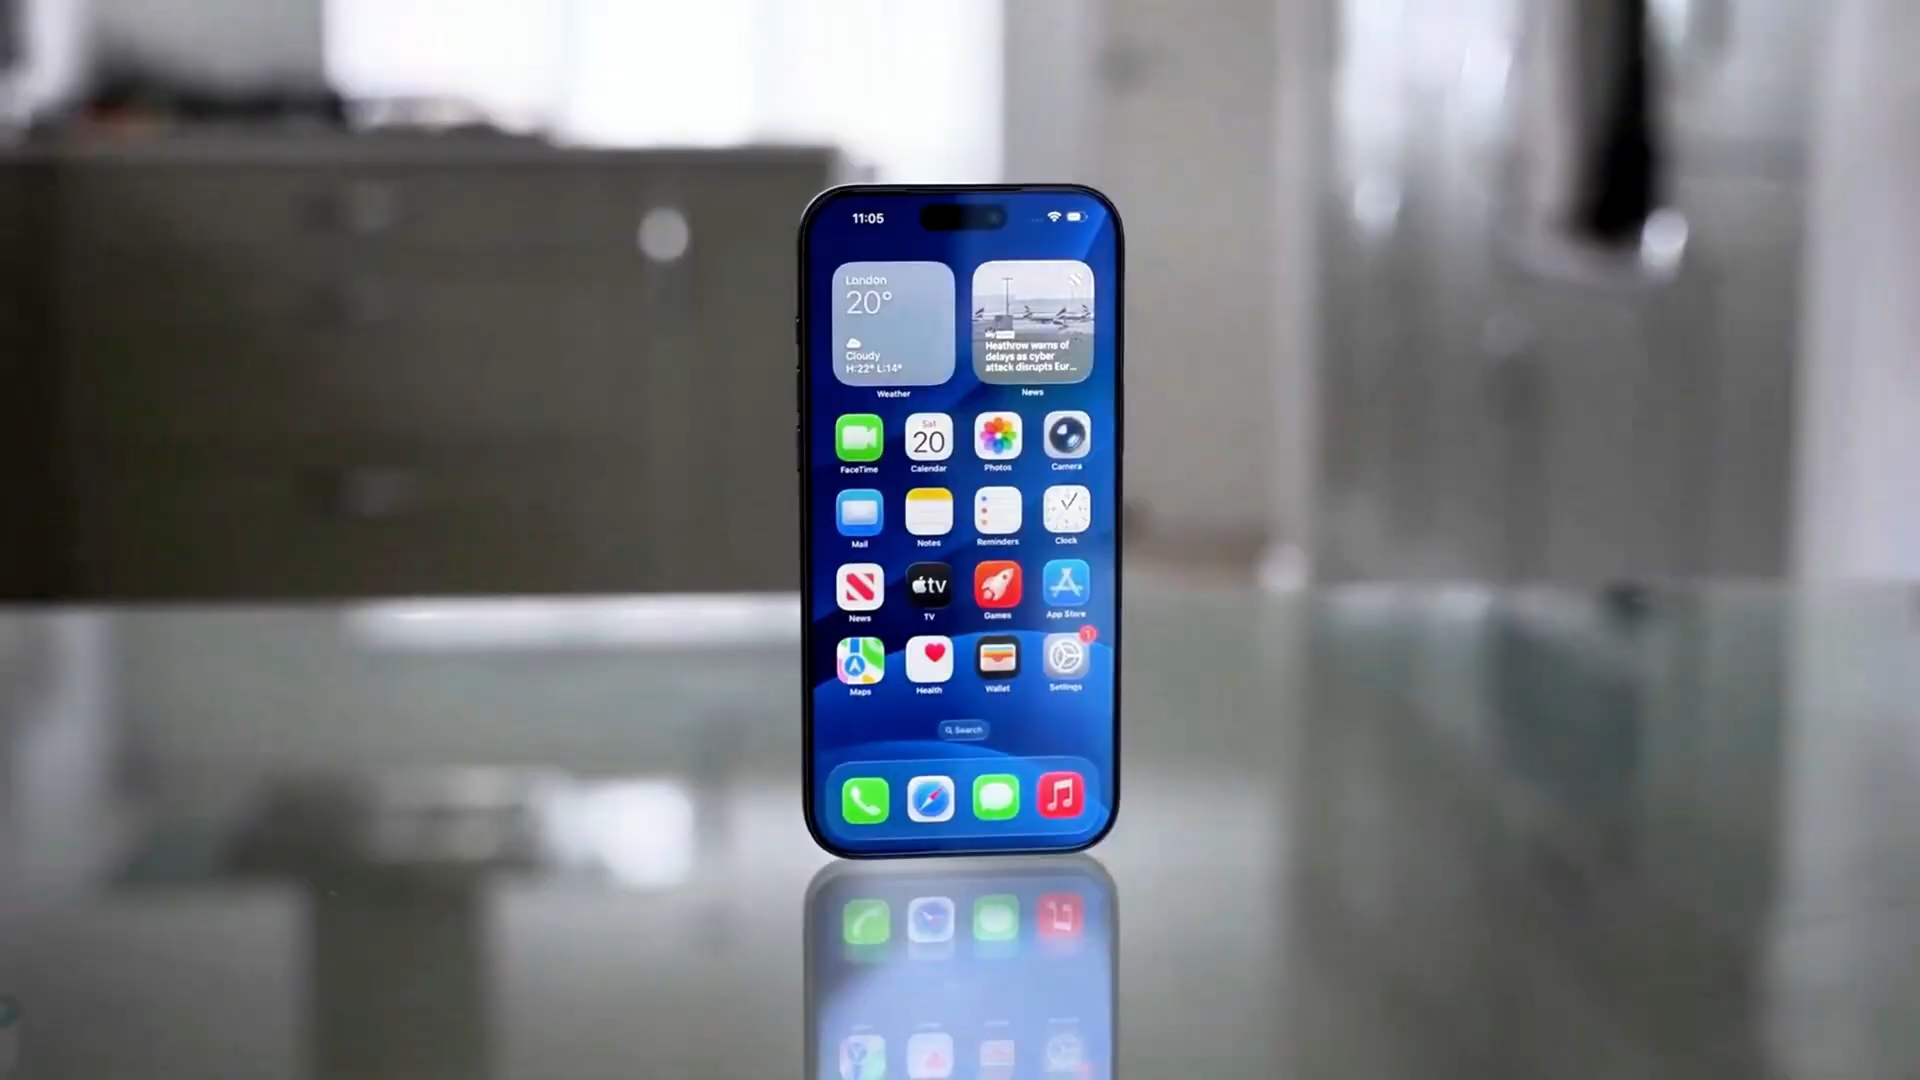 11:05
London
20°
Cloudy
H:22° L:14°
Weather
Heathrow warns of
delays as cyber
attack disrupts Eur...
News
Sat
20
FaceTime
Calendar
Photos
Camera
Mail
Notes
Reminders
Clock
tv
News
TV
Games
App Store
1
Maps
Health
Wallet
Settings
Search